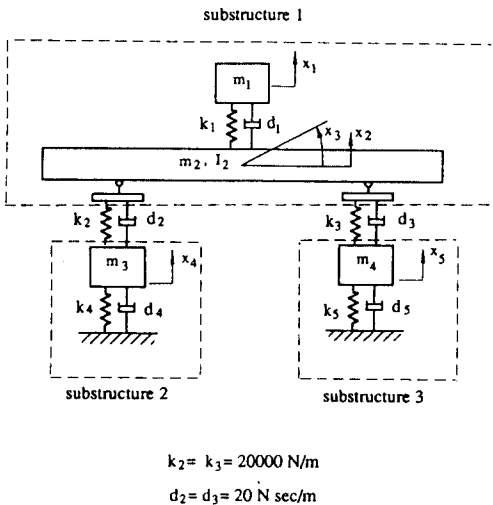 substructure 1
x₁
m₁
k₁ d₁
x₃ x₂
m₂, I₂
k₂ d₂
k₃ d₃
m₃ x₄
m₄ x₅
k₄ d₄
k₅ d₅
substructure 2
substructure 3
k₂= k₃= 20000 N/m
d₂= d₃= 20 N sec/m